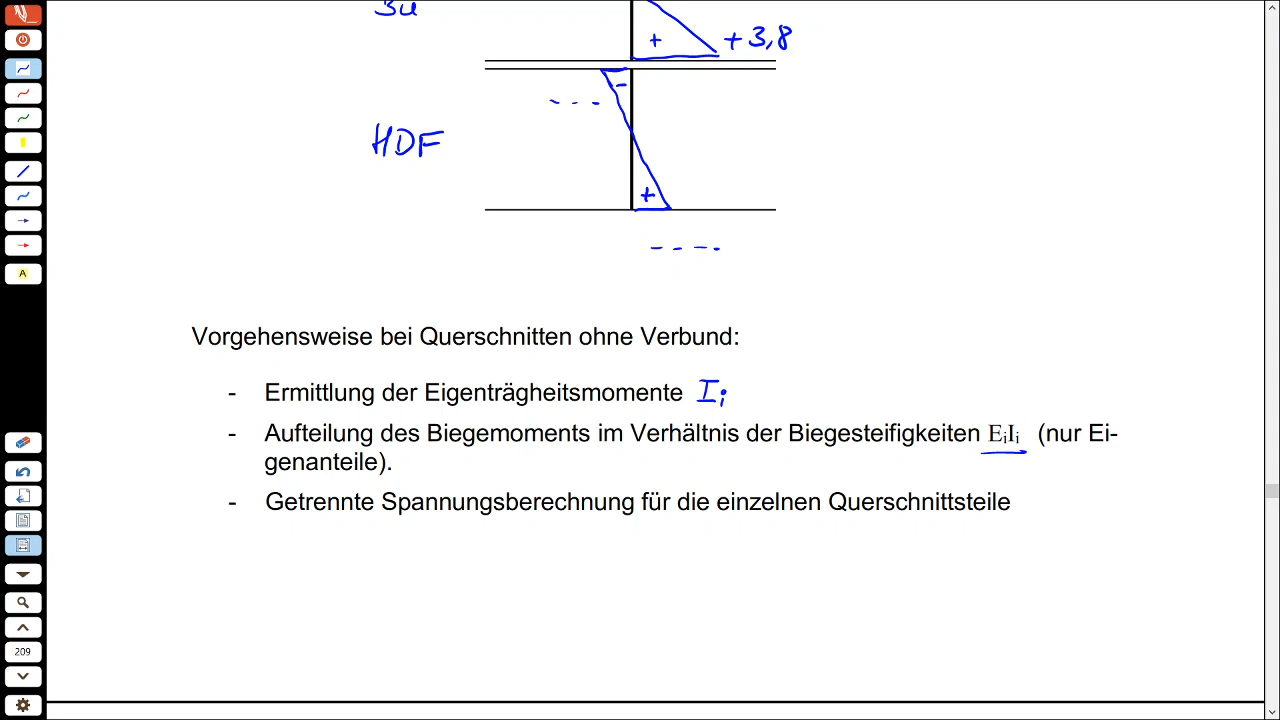 + + 3,8
-
- - -
HDF
+
- - - -
Vorgehensweise bei Querschnitten ohne Verbund:
- Ermittlung der Eigenträgheitsmomente Ii
- Aufteilung des Biegemoments im Verhältnis der Biegesteifigkeiten EiIi (nur Ei-
genanteile).
- Getrennte Spannungsberechnung für die einzelnen Querschnittsteile
A
209